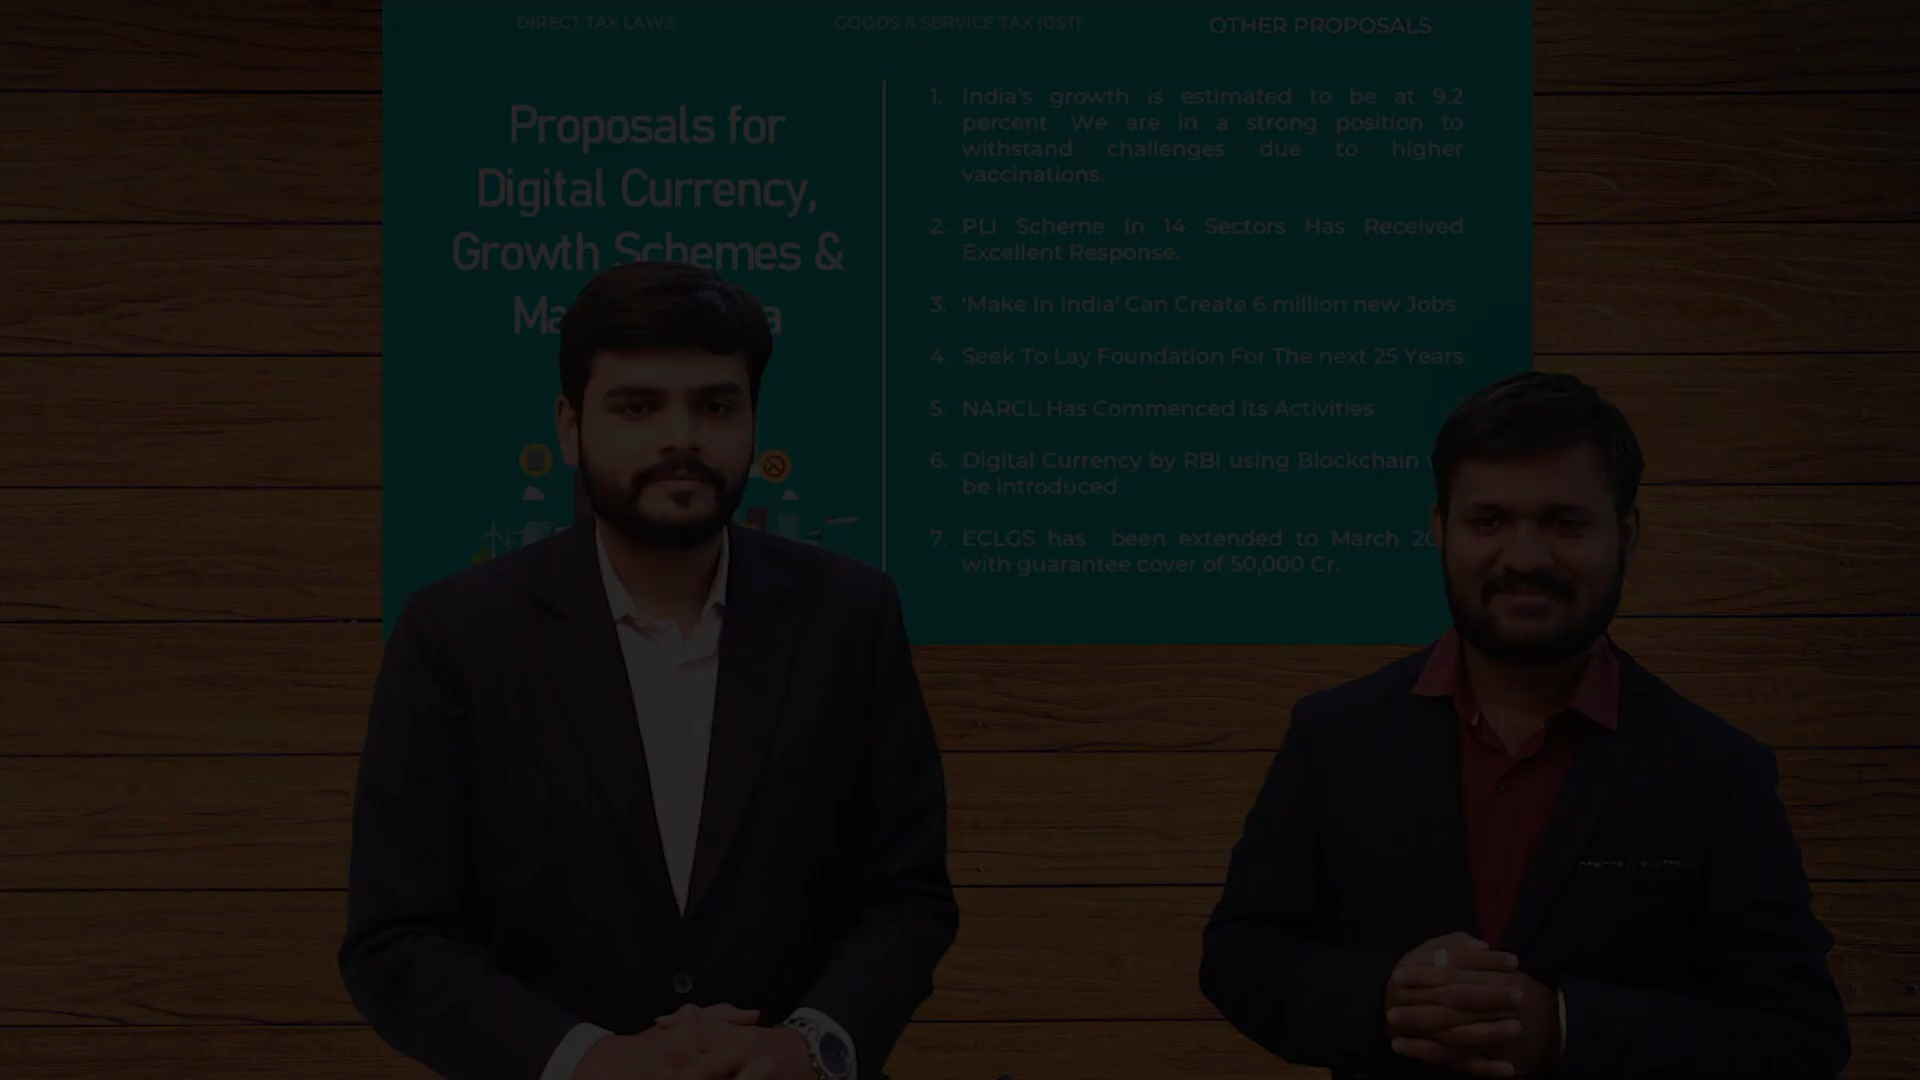 DIRECT TAX LAWS
GOODS & SERVICE TAX (GST)
OTHER PROPOSALS
Proposals for
Digital Currency,
Growth Schemes &
1. India's growth is estimated to be at 9.2
percent. We are in a strong position to
withstand challenges due to higher
vaccinations.
2. PLI Scheme In 14 Sectors Has Received
Excellent Response.
3. 'Make in India' Can Create 6 million new Jobs
4. Seek To Lay Foundation For The next 25 Years
5. NARCL Has Commenced Its Activities
6. Digital Currency by RBI using Blockchain
be introduced.
7. ECLGS has been extended to March
with guarantee cover of 50,000 Cr.